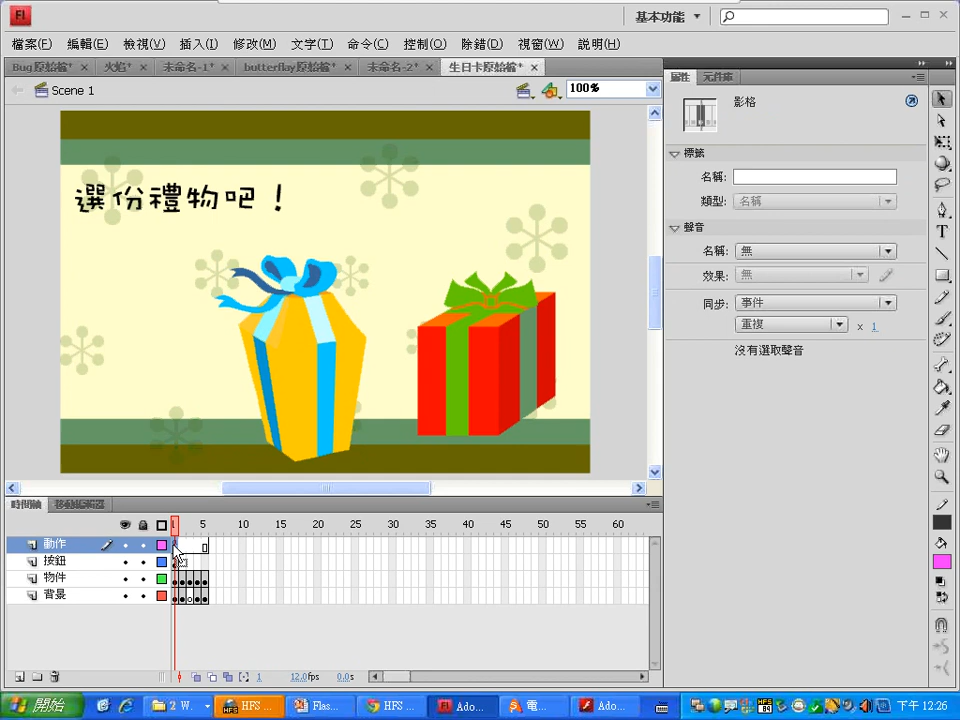 Fl 基本功能
檔案(F) 編輯(E) 檢視(V) 插入(I) 修改(M) 文字(T) 命令(C) 控制(O) 除錯(D) 視窗(W) 說明(H)
Bug原始檔* 火焰* 未命名-1* butterflay原始檔* 未命名-2* 生日卡原始檔*
Scene 1 100%
選份禮物吧！
屬性 元件庫
影格
標籤
名稱:
類型: 名稱
聲音
名稱: 無
效果: 無
同步: 事件
重複 x 1
沒有選取聲音
時間軸 移動編輯器
1 5 10 15 20 25 30 35 40 45 50 55 60
動作
按鈕
物件
背景
1 12.0fps 0.0s
開始 2 W. HFS ... Flas... HFS ... Ado... 電... Ado... 下午 12:26